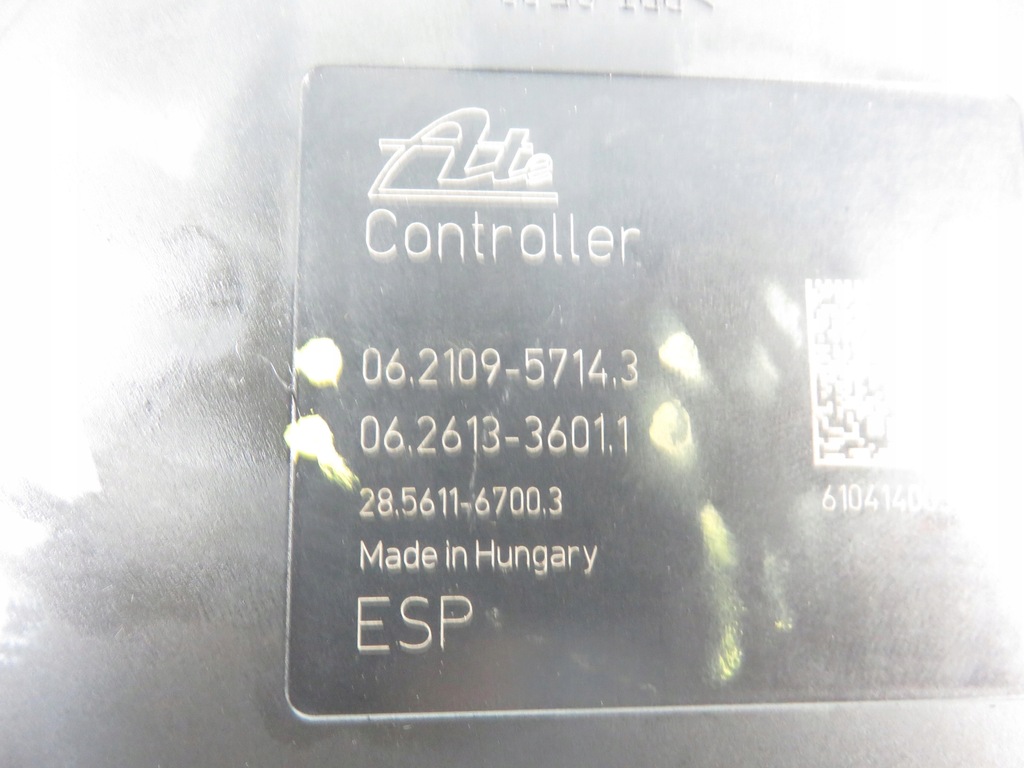 Ate
Controller
06.2109-5714.3
06.2613-3601.1
28.5611-6700.3
Made in Hungary
ESP